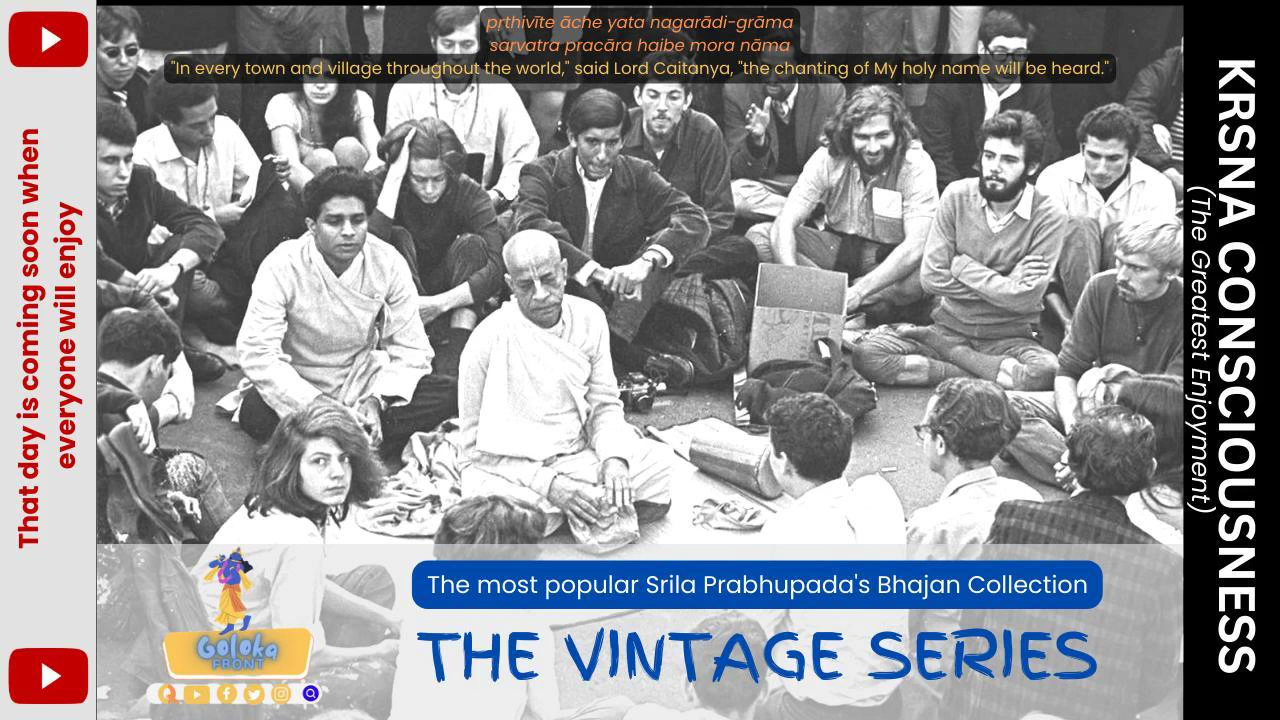 pṛthivīte āche yata nagarādi-grāma
sarvatra pracāra haibe mora nāma
"In every town and village throughout the world," said Lord Caitanya, "the chanting of My holy name will be heard."
That day is coming soon when
everyone will enjoy
KRSNA CONSCIOUSNESS
(The Greatest Enjoyment)
The most popular Srila Prabhupada's Bhajan Collection
THE VINTAGE SERIES
Goloka
FRONT